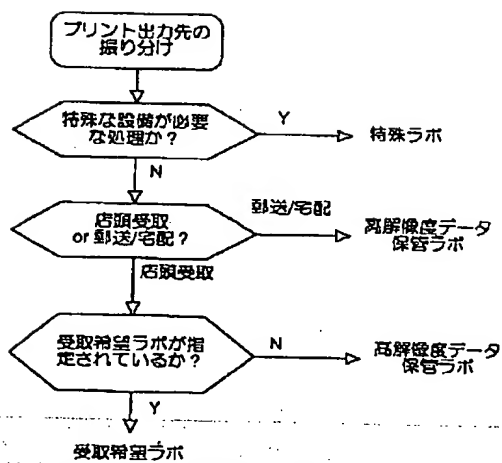 プリント出力先の
振り分け
特殊な設備が必要
な処理か？
Y
特殊ラボ
N
店頭受取
or 郵送/宅配？
郵送/宅配
高解像度データ
保管ラボ
店頭受取
受取希望ラボが指
定されているか？
N
高解像度データ
保管ラボ
Y
受取希望ラボ